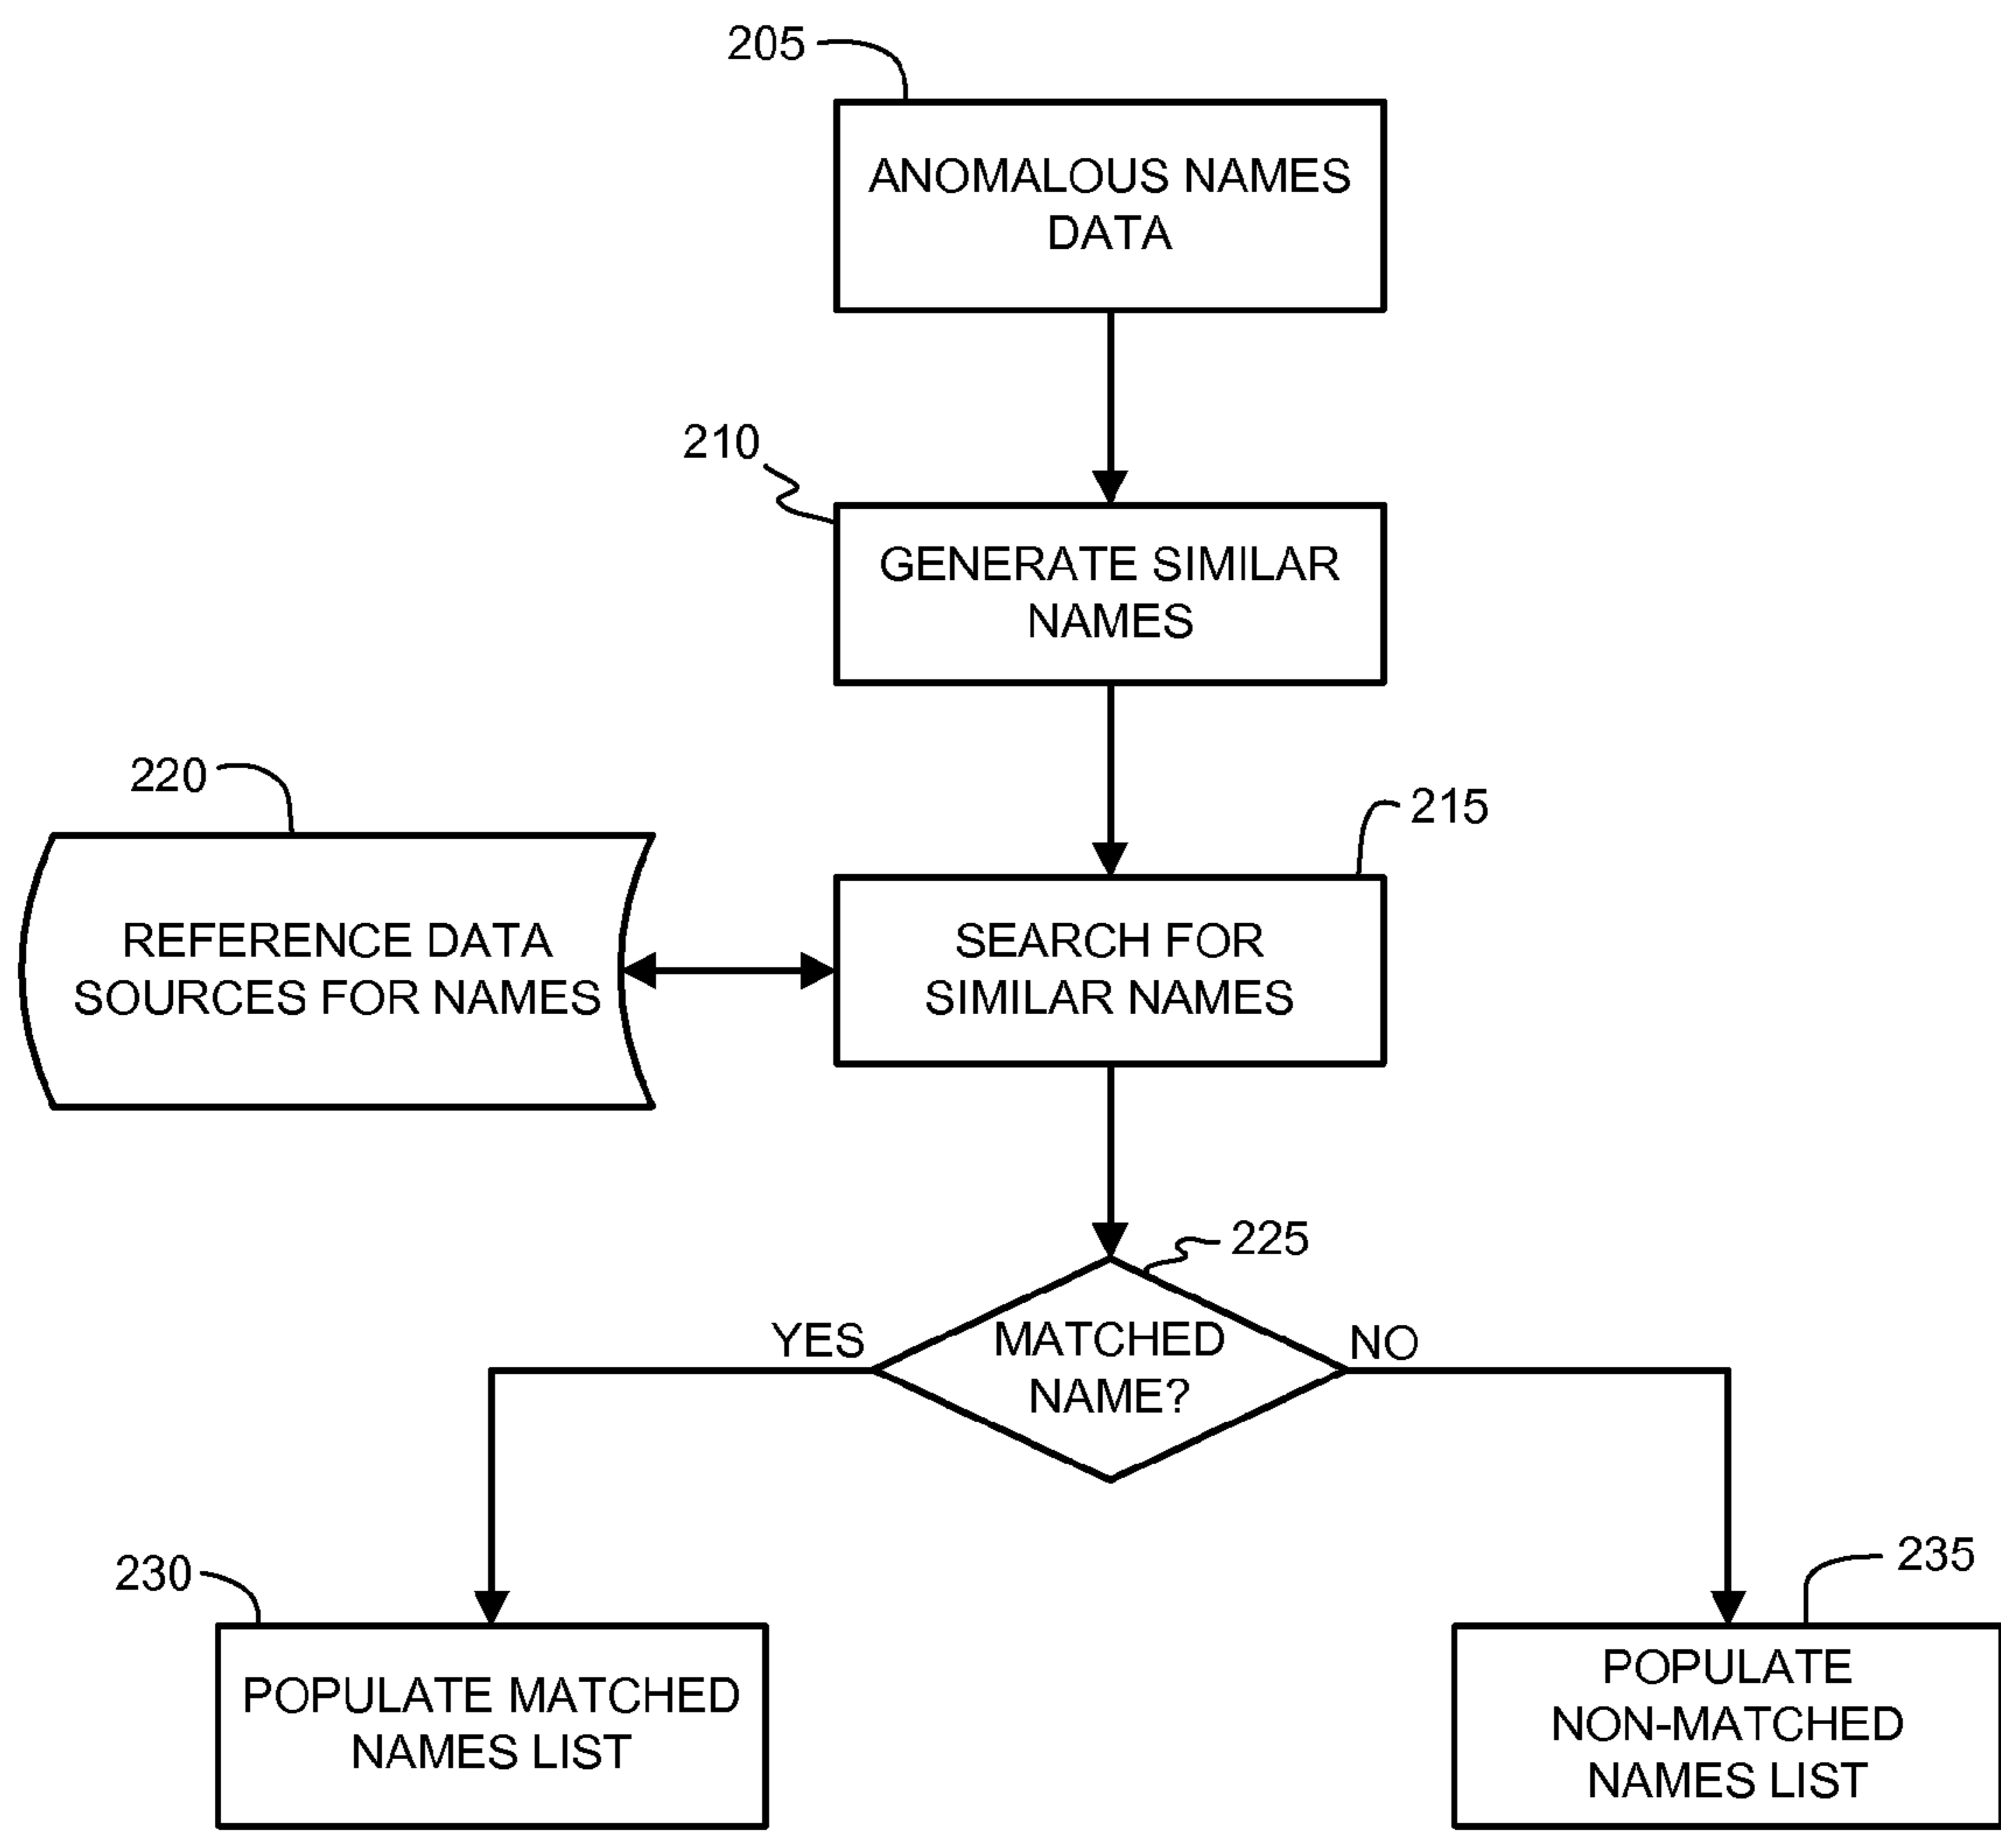 205
ANOMALOUS NAMES
DATA
210
GENERATE SIMILAR
NAMES
220
215
REFERENCE DATA
SOURCES FOR NAMES
SEARCH FOR
SIMILAR NAMES
225
YES
MATCHED
NAME?
NO
230
235
POPULATE MATCHED
NAMES LIST
POPULATE
NON-MATCHED
NAMES LIST